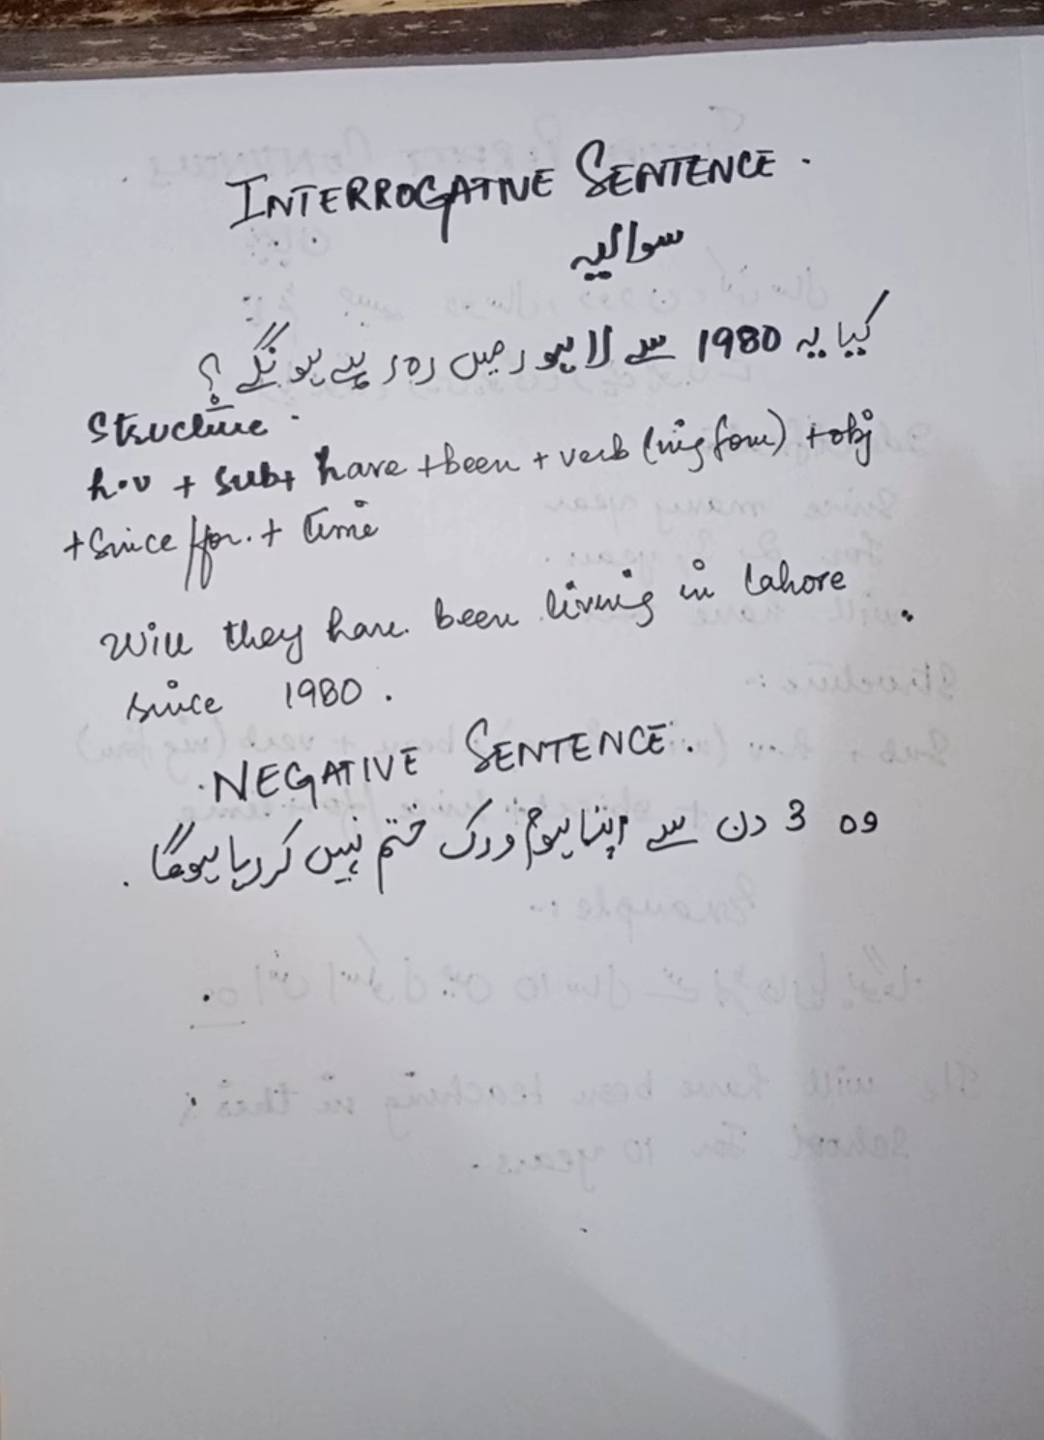 INTERROGATIVE SENTENCE.
سوالیہ
کیا یہ 1980 سے لاہور میں رہ رہے ہونگے؟
Structure.
h.v + sub+ have +been + verb (ing form) +obj
+ Since/for. + time
Will they have been living in Lahore
since 1980.
NEGATIVE SENTENCE.
وہ 3 دن سے اپنا ہوم ورک ختم نہیں کر رہا ہوگا.